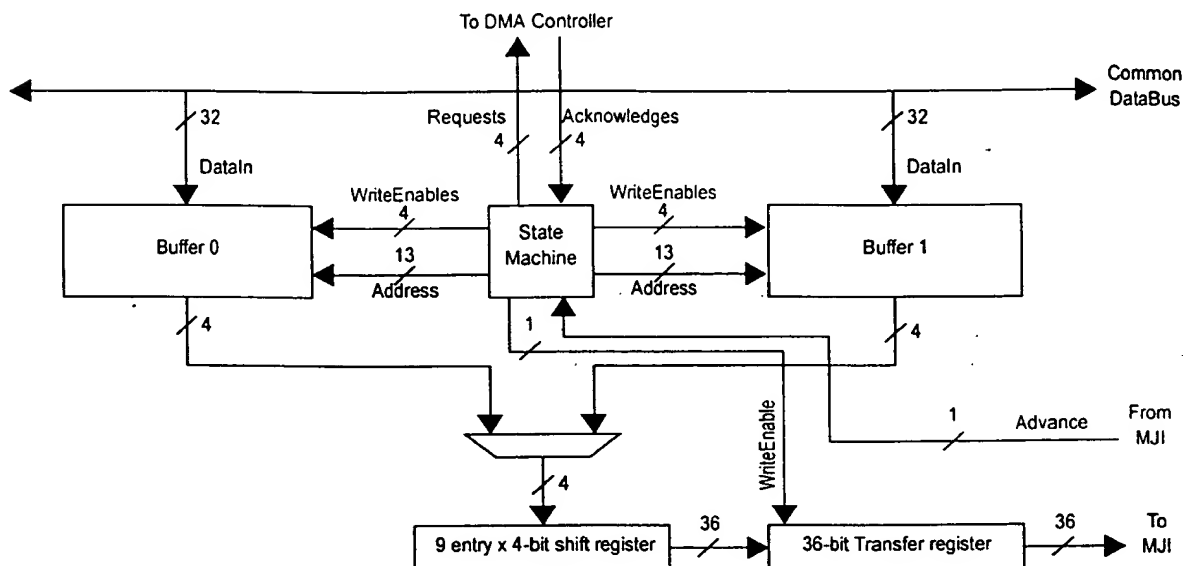 To DMA Controller
Common
DataBus
32
Requests
4
Acknowledges
4
32
DataIn
DataIn
WriteEnables
4
WriteEnables
4
Buffer 0
State
Machine
Buffer 1
13
Address
13
Address
4
1
4
WriteEnable
1
Advance
From
MJI
4
9 entry x 4-bit shift register
36
36-bit Transfer register
36
To
MJI